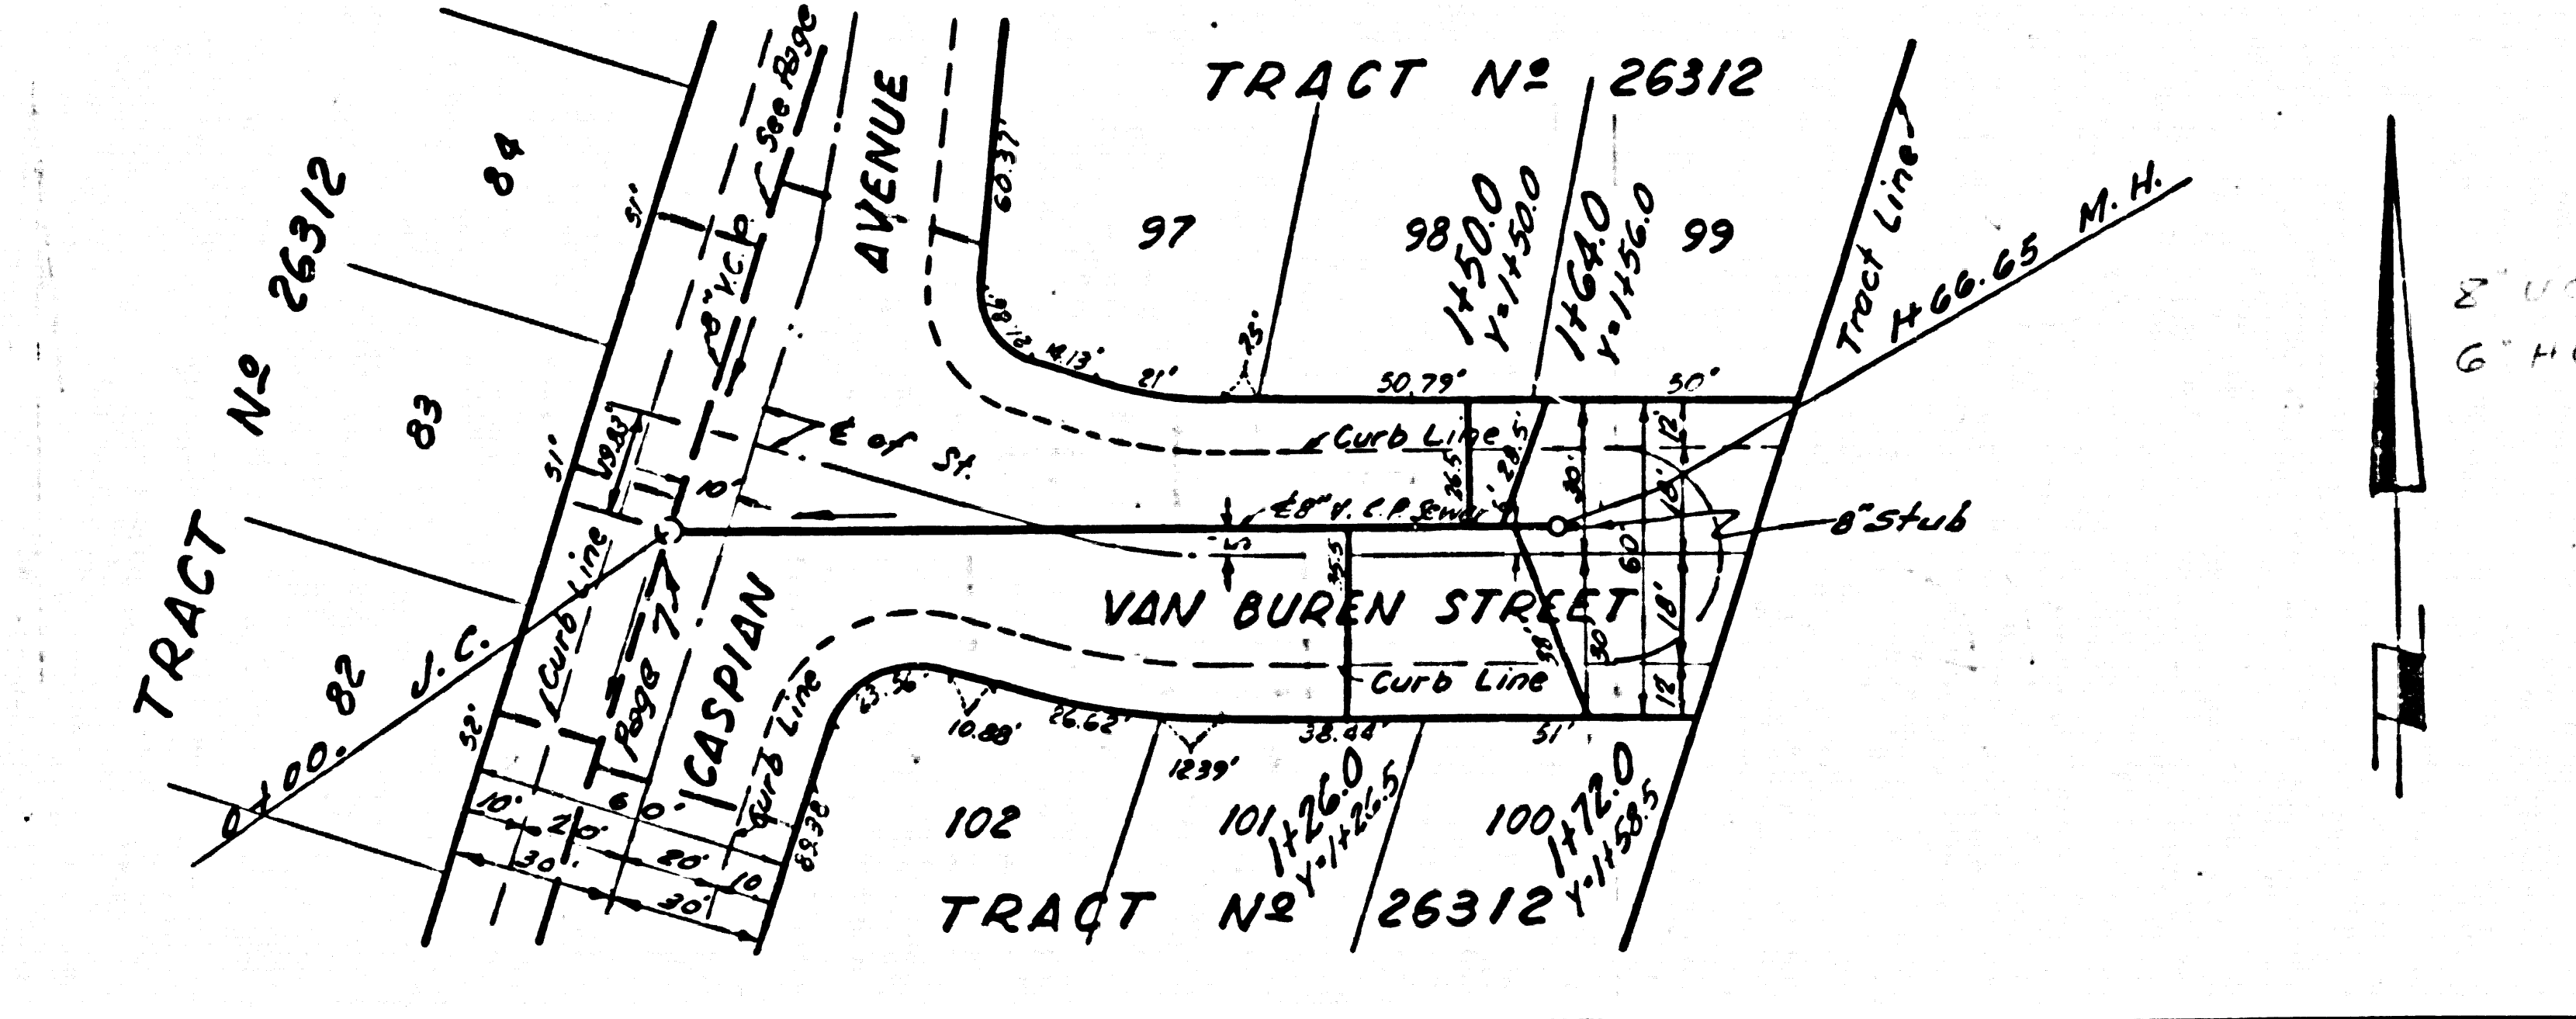 TRACT Nº 26312
84
83
82
51'
51'
52'
See Page
8" V.C.P.
AVENUE
60.37'
TRACT Nº 26312
97
98
99
1+50.0
Y=1+50.0
1+64.0
Y=1+56.0
Tract Line
1+66.65 M.H.
14.13'
21'
25'
50.79'
50'
19.83'
10'
℄ of St.
Curb Line
26.5
28.5'
30'
12'
18'
℄ 8" V.C.P. Sewer
5'
8" Stub
35.5
60'
VAN BUREN STREET
38'
30'
18'
12'
Curb Line
Curb Line
0+00. J.C.
Page 7
CASPIAN
Curb Line
23.56'
10.88'
26.62'
1239'
38.44'
51'
82.38'
102
101
100
1+26.0
Y=1+26.5
1+72.0
Y=1+58.5
60'
10'
20'
20'
10
30'
30'
TRACT Nº 26312
8"
6"